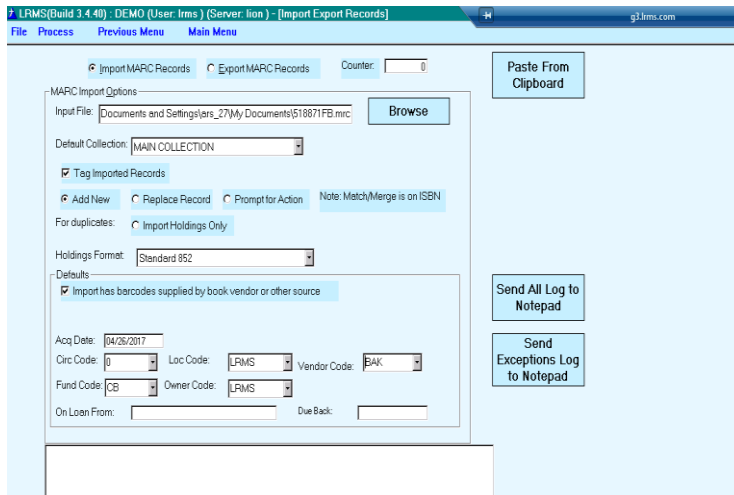 LRMS(Build 3.4.40) : DEMO (User: lrms ) (Server: lion ) - [Import Export Records]
g3.lrms.com
File Process Previous Menu Main Menu
Import MARC Records Export MARC Records Counter: 0
Paste From
Clipboard
MARC Import Options
Input File: Documents and Settings\ars_27\My Documents\518871FB.mrc Browse
Default Collection: MAIN COLLECTION
Tag Imported Records
Add New Replace Record Prompt for Action Note: Match/Merge is on ISBN
For duplicates: Import Holdings Only
Holdings Format: Standard 852
Defaults
Import has barcodes supplied by book vendor or other source
Send All Log to
Notepad
Acq Date: 04/26/2017
Circ Code: 0 Loc Code: LRMS Vendor Code: BAK
Fund Code: CB Owner Code: LRMS
On Loan From: Due Back:
Send
Exceptions Log
to Notepad